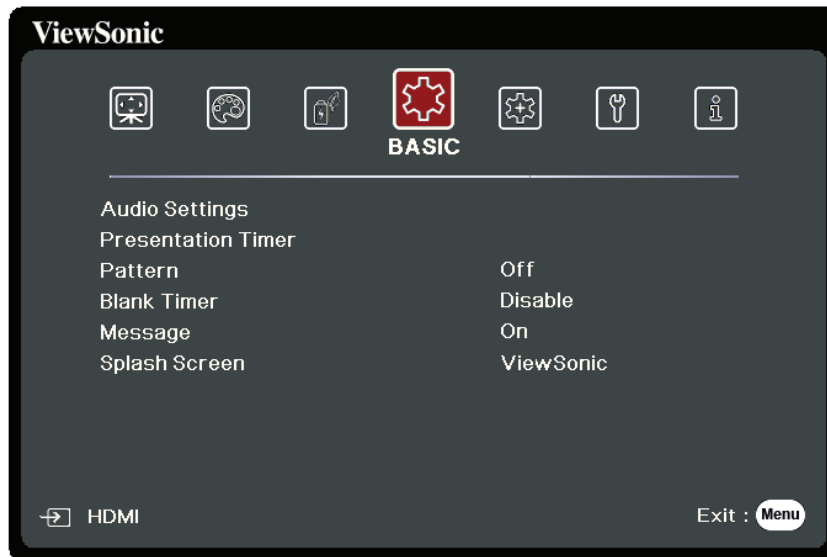 ViewSonic
BASIC
Audio Settings
Presentation Timer
Pattern Off
Blank Timer Disable
Message On
Splash Screen ViewSonic
HDMI Exit : Menu